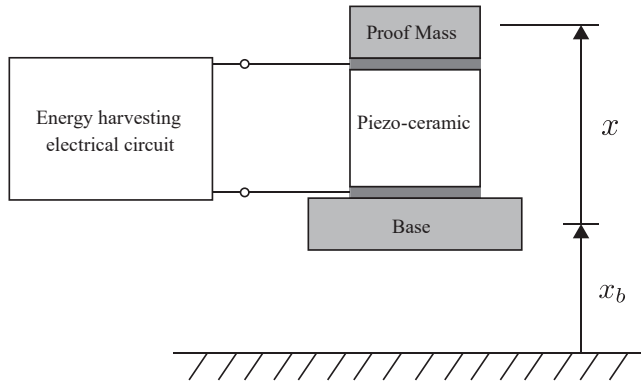 Proof Mass
Energy harvesting
electrical circuit
Piezo-ceramic
x
Base
x_b